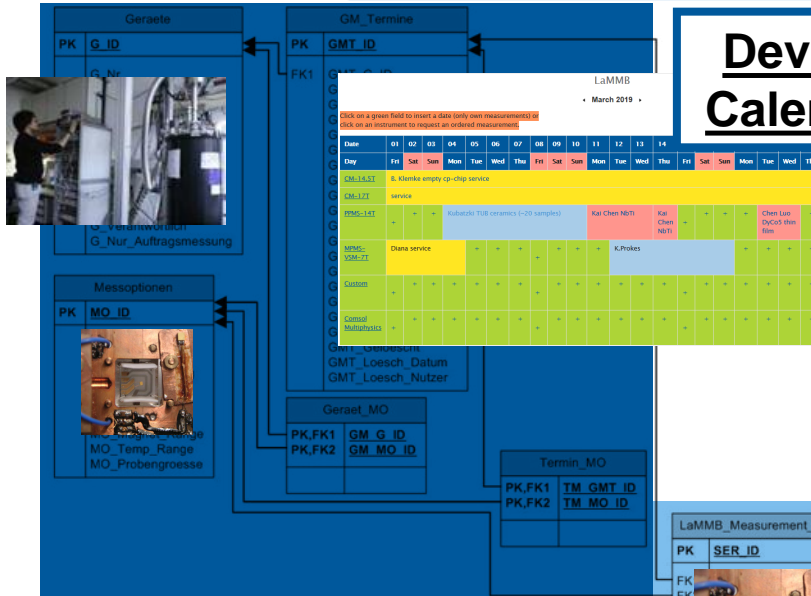 Geraete
PK G_ID
G_Nr
G_Verantwortlich
G_Nur_Auftragsmessung
GM_Termine
PK GMT_ID
FK1
GMT_Geloescht
GMT_Loesch_Datum
GMT_Loesch_Nutzer
LaMMB
March 2019
Click on a green field to insert a date (only own measurements) or
click on an instrument to request an ordered measurement.
Date 01 02 03 04 05 06 07 08 09 10 11 12 13 14
Day Fri Sat Sun Mon Tue Wed Thu Fri Sat Sun Mon Tue Wed Thu Fri Sat Sun Mon Tue Wed
CM-14.5T B. Klemke empty cp-chip service
CM-17T service
PPMS-14T + + + Kubatzki TUB ceramics (~20 samples) Kai Chen NbTi Kai Chen NbTi + + + + Chen Luo DyCo5 thin film
MPMS-VSM-7T Diana service + + + + + + + K.Prokes + + +
Custom + + + + + + + + + + + + + + + + + + + +
Comsol Multiphysics + + + + + + + + + + + + + + + + + + + +
Messoptionen
PK MO_ID
MO_Temp_Range
MO_Probengroesse
Geraet_MO
PK,FK1 GM_G_ID
PK,FK2 GM_MO_ID
Termin_MO
PK,FK1 TM_GMT_ID
PK,FK2 TM_MO_ID
LaMMB_Measurement_
PK SER_ID
FK